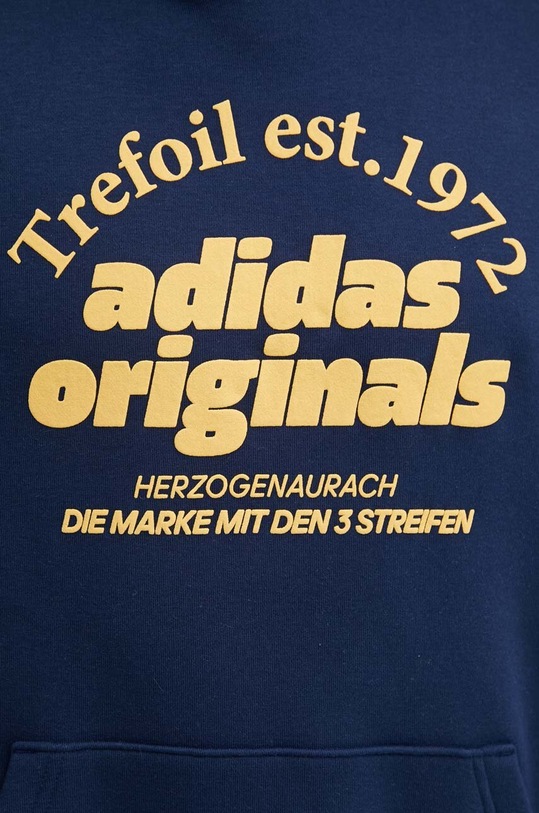 Trefoil est.1972
adidas
originals
HERZOGENAURACH
DIE MARKE MIT DEN 3 STREIFEN